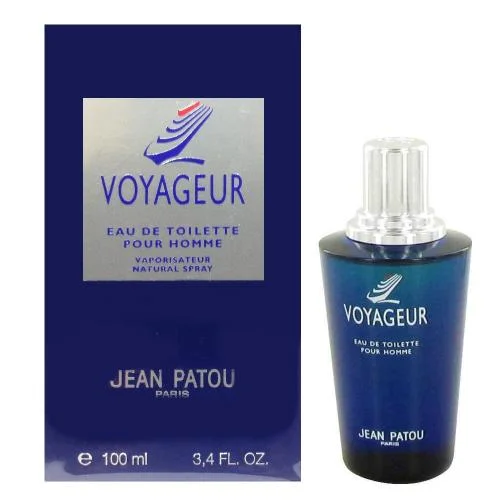 VOYAGEUR
EAU DE TOILETTE
POUR HOMME
VAPORISATEUR
NATURAL SPRAY
JEAN PATOU
PARIS
℮ 100 ml 3,4 FL. OZ.
VOYAGEUR
EAU DE TOILETTE
POUR HOMME
JEAN PATOU
PARIS